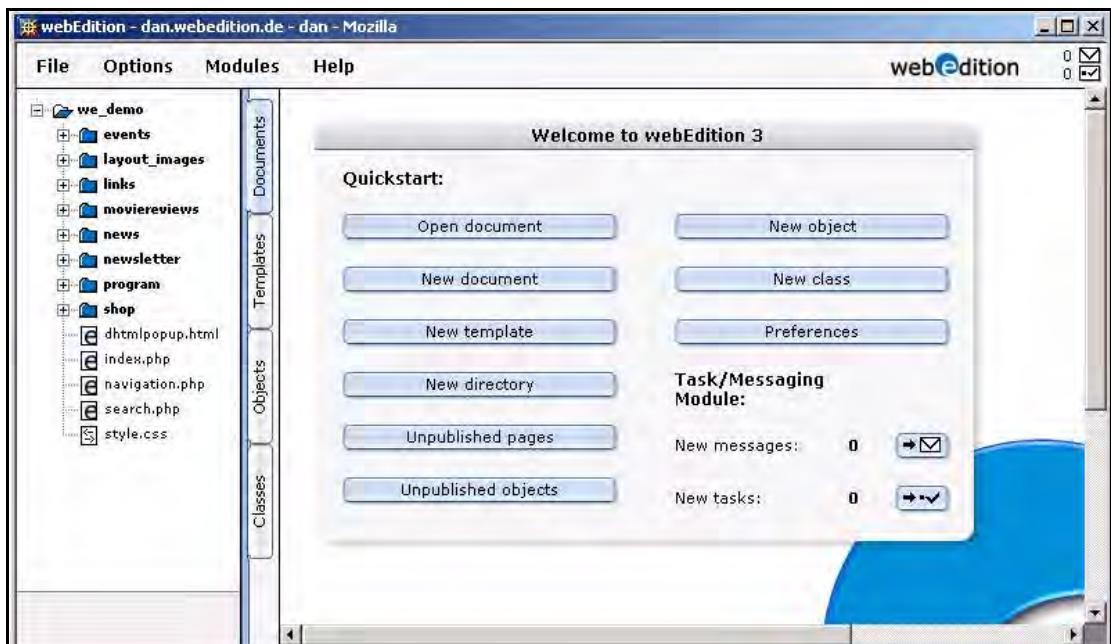 webEdition - dan.webedition.de - dan - Mozilla
File Options Modules Help
webEdition
0
0
we_demo
events
layout_images
links
moviereviews
news
newsletter
program
shop
dhtmlpopup.html
index.php
navigation.php
search.php
style.css
Documents
Templates
Objects
Classes
Welcome to webEdition 3
Quickstart:
Open document
New document
New template
New directory
Unpublished pages
Unpublished objects
New object
New class
Preferences
Task/Messaging
Module:
New messages: 0
New tasks: 0